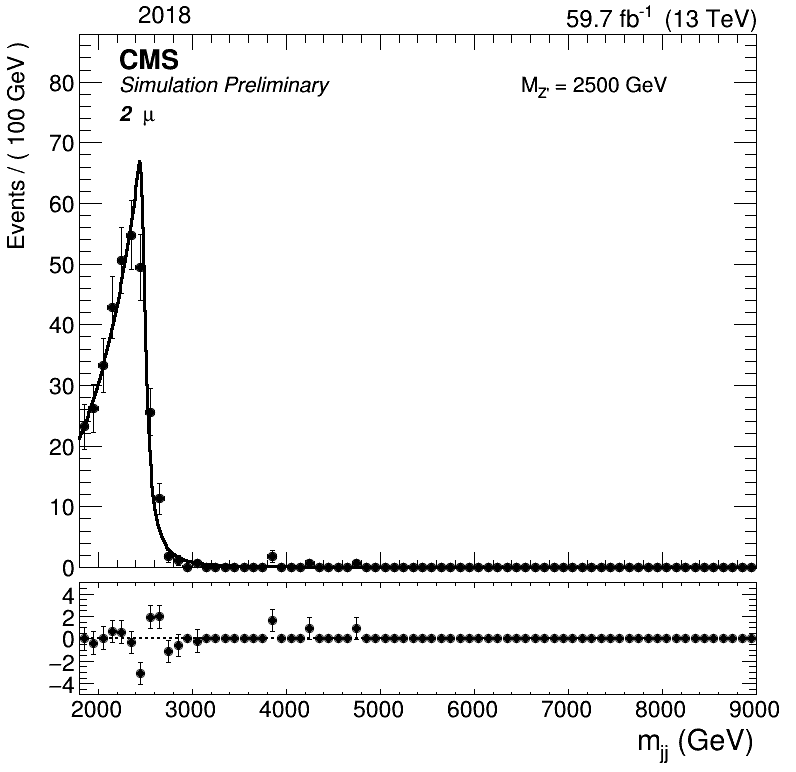 2018
59.7 fb-1 (13 TeV)
CMS
Simulation Preliminary
MZ' = 2500 GeV
2 μ
Events / ( 100 GeV )
80
70
60
50
40
30
20
10
0
4
2
0
−2
−4
2000 3000 4000 5000 6000 7000 8000 9000
mjj (GeV)